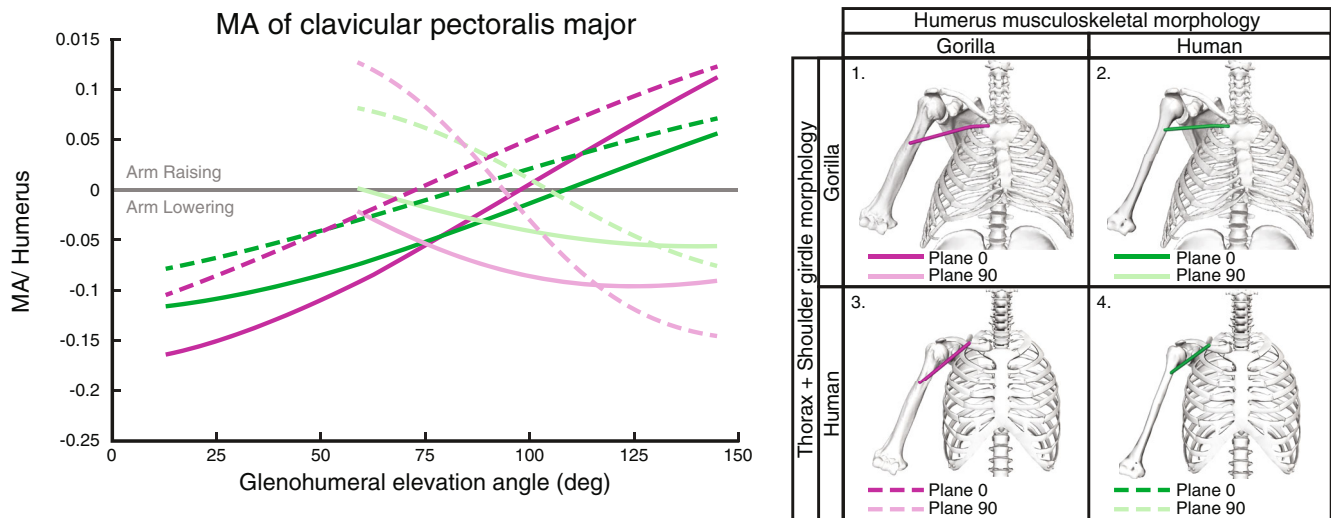 MA of clavicular pectoralis major
MA/ Humerus
0.15
0.1
0.05
0
-0.05
-0.1
-0.15
-0.2
-0.25
Arm Raising
Arm Lowering
0
25
50
75
100
125
150
Glenohumeral elevation angle (deg)
Humerus musculoskeletal morphology
Gorilla
Human
Thorax + Shoulder girdle morphology
Gorilla
Human
1.
Plane 0
Plane 90
2.
Plane 0
Plane 90
3.
Plane 0
Plane 90
4.
Plane 0
Plane 90